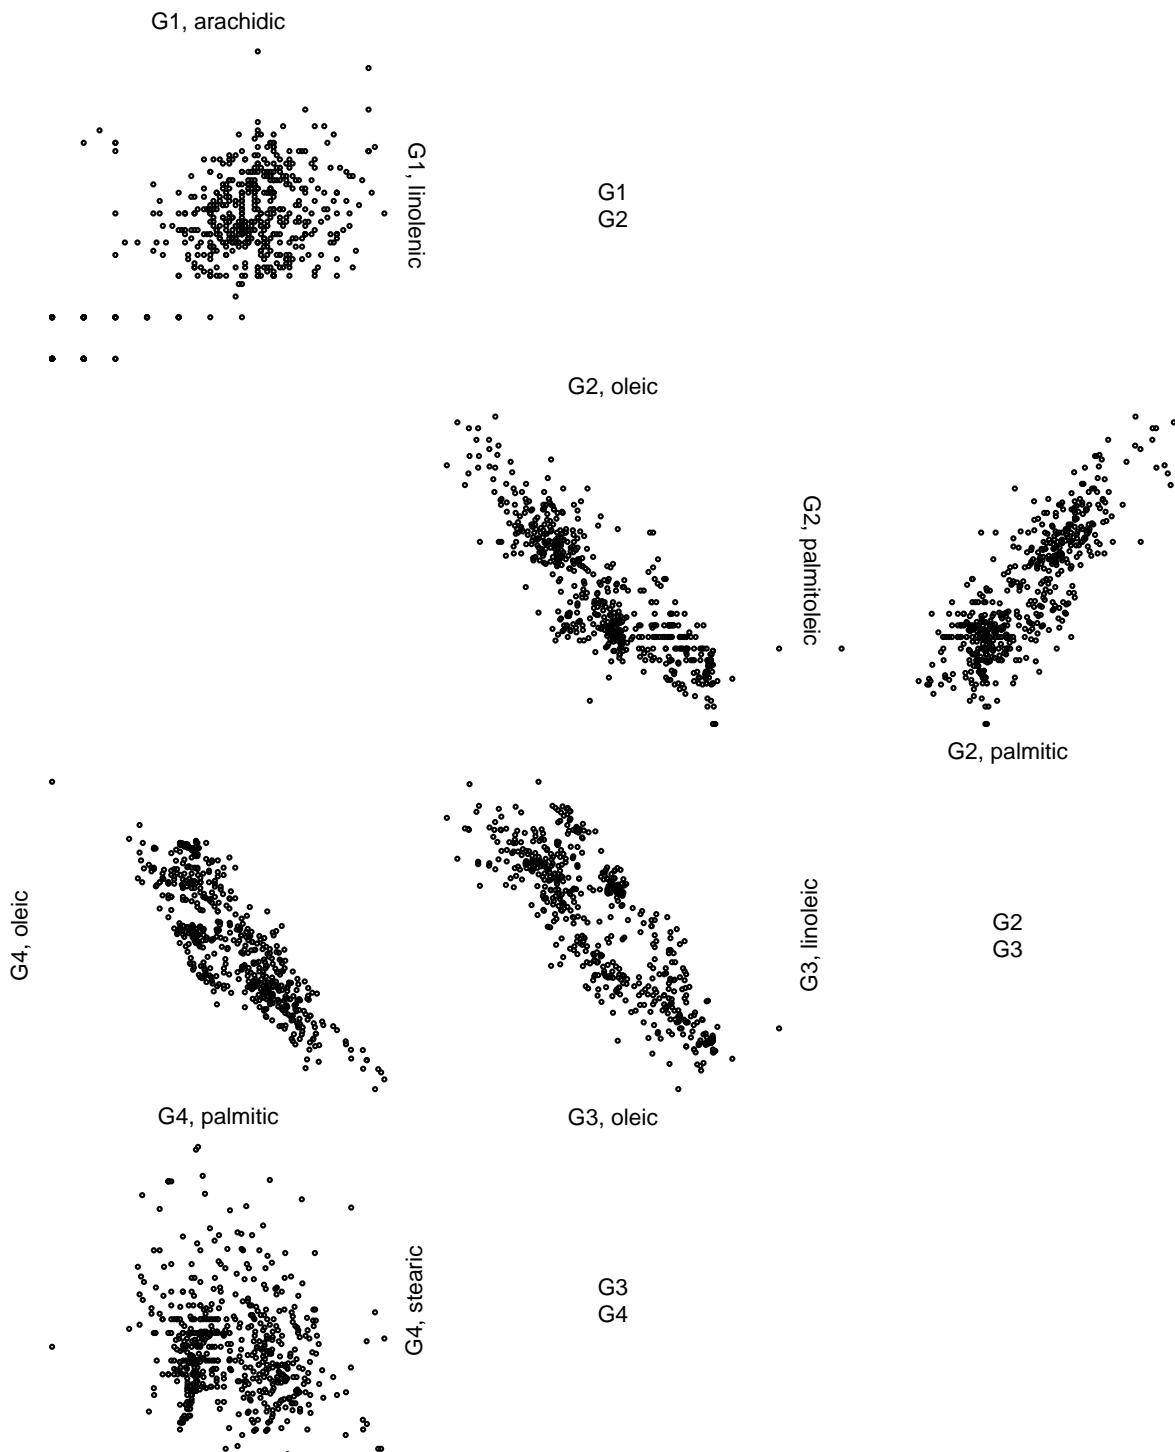 G1, arachidic
G1, linolenic
G1
G2
G2, oleic
G2, palmitoleic
G2, palmitic
G4, oleic
G3, linoleic
G2
G3
G4, palmitic
G3, oleic
G4, stearic
G3
G4